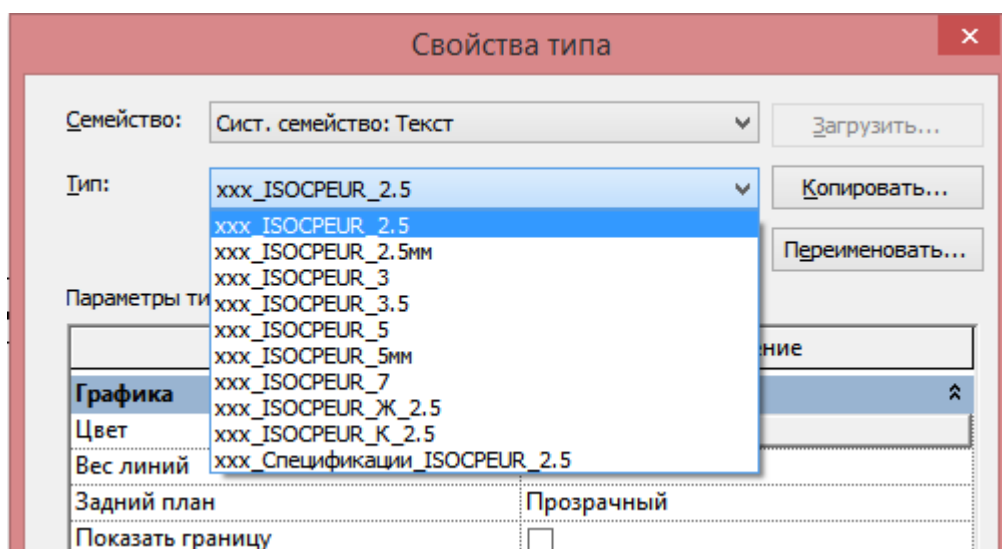 Свойства типа
Семейство: Сист. семейство: Текст Загрузить...
Тип: xxx_ISOCPEUR_2.5 Копировать...
xxx_ISOCPEUR_2.5
xxx_ISOCPEUR_2.5мм Переименовать...
xxx_ISOCPEUR_3
Параметры ти xxx_ISOCPEUR_3.5
xxx_ISOCPEUR_5
xxx_ISOCPEUR_5мм ние
xxx_ISOCPEUR_7
Графика xxx_ISOCPEUR_Ж_2.5
Цвет xxx_ISOCPEUR_К_2.5
Вес линий xxx_Спецификации_ISOCPEUR_2.5
Задний план Прозрачный
Показать границу